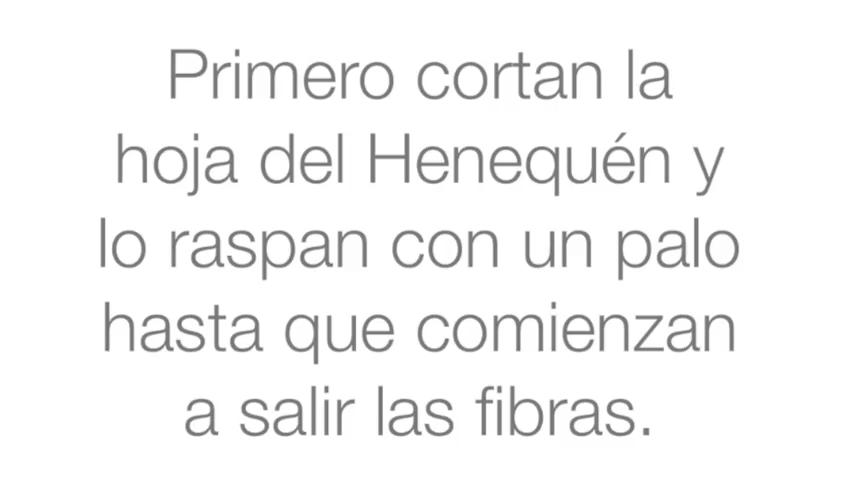 Primero cortan la
hoja del Henequén y
lo raspan con un palo
hasta que comienzan
a salir las fibras.